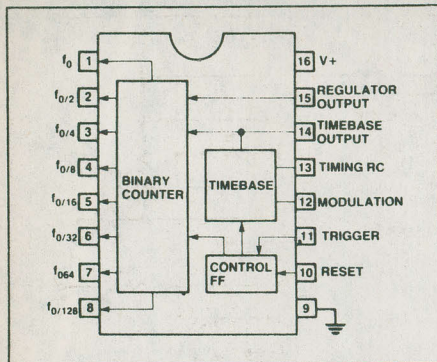 f0 1
f0/2 2
f0/4 3
f0/8 4
f0/16 5
f0/32 6
f064 7
f0/128 8
BINARY
COUNTER
TIMEBASE
CONTROL
FF
16 V+
15 REGULATOR
OUTPUT
14 TIMEBASE
OUTPUT
13 TIMING RC
12 MODULATION
11 TRIGGER
10 RESET
9